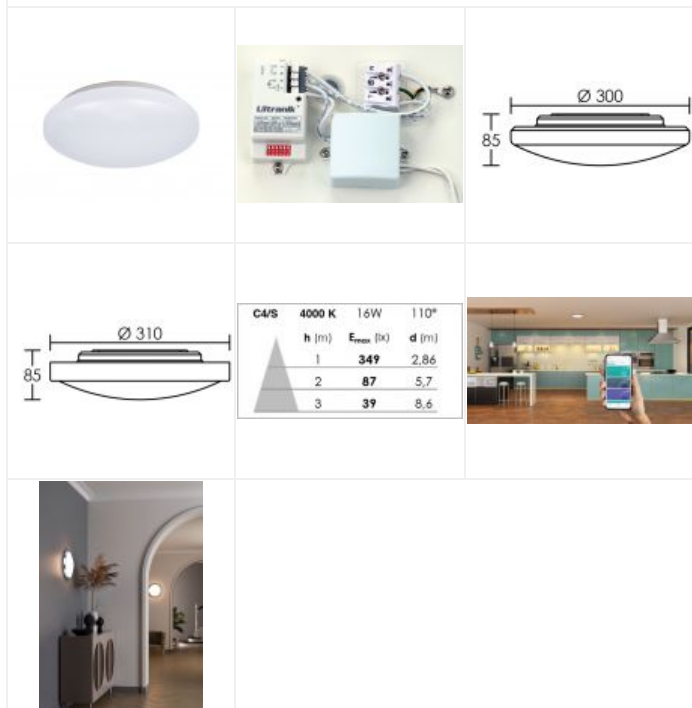 Ultronik
Ø 300
85
Ø 310
85
C4/S 4000 K 16W 110°
h (m) Emax (lx) d (m)
1 349 2,86
2 87 5,7
3 39 8,6